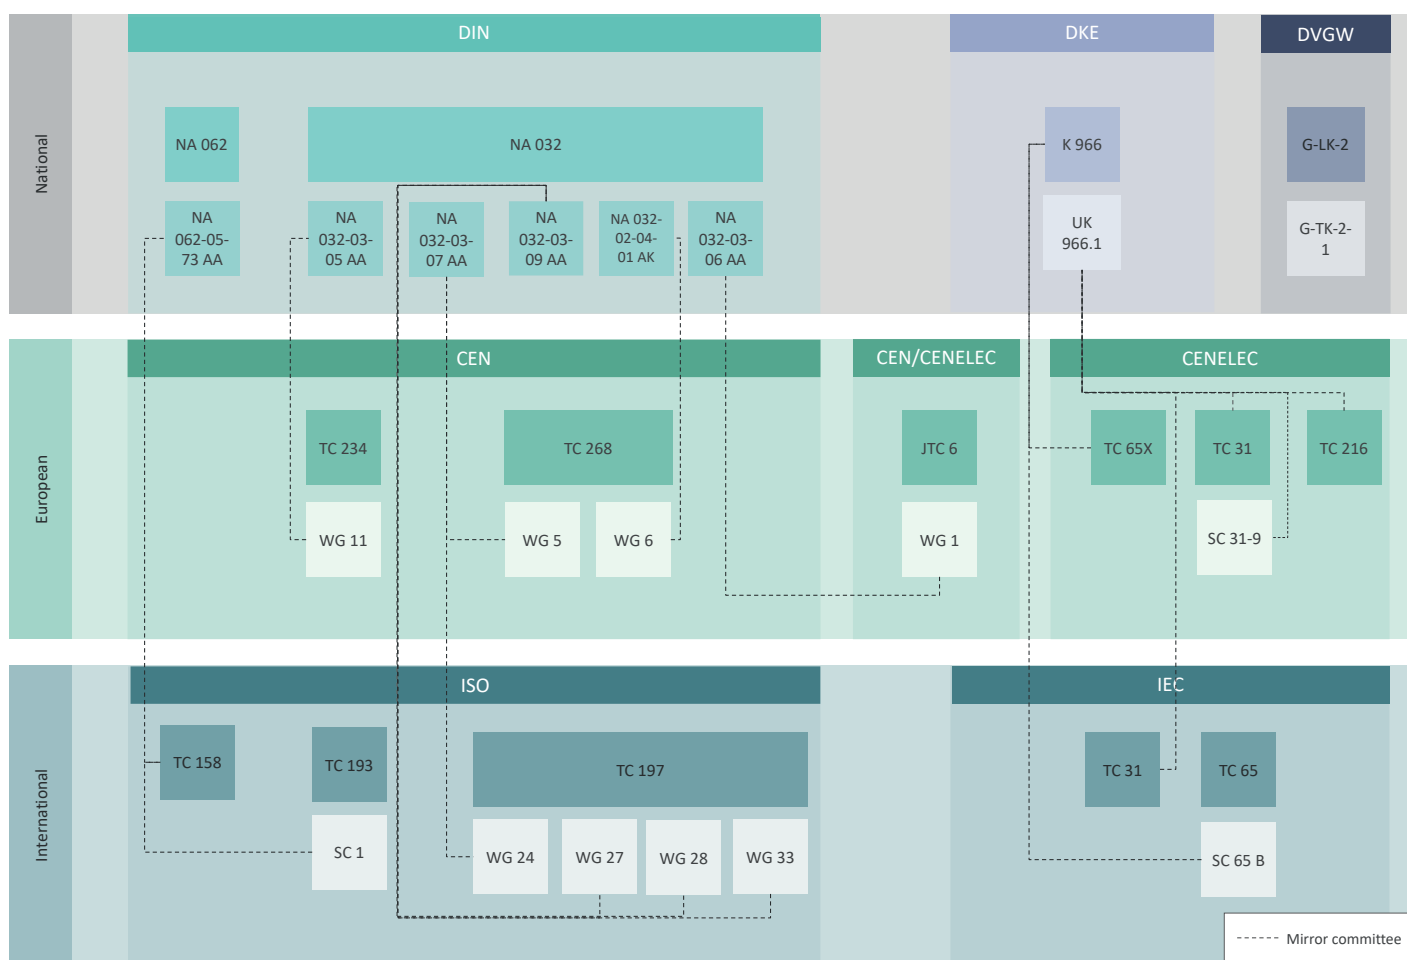 DIN
DKE
DVGW
National
NA 062
NA 032
K 966
G-LK-2
NA
062-05-
73 AA
NA
032-03-
05 AA
NA
032-03-
07 AA
NA
032-03-
09 AA
NA 032-
02-04-
01 AK
NA
032-03-
06 AA
UK
966.1
G-TK-2-
1
CEN
CEN/CENELEC
CENELEC
European
TC 234
TC 268
JTC 6
TC 65X
TC 31
TC 216
WG 11
WG 5
WG 6
WG 1
SC 31-9
ISO
IEC
International
TC 158
TC 193
TC 197
TC 31
TC 65
SC 1
WG 24
WG 27
WG 28
WG 33
SC 65 B
Mirror committee